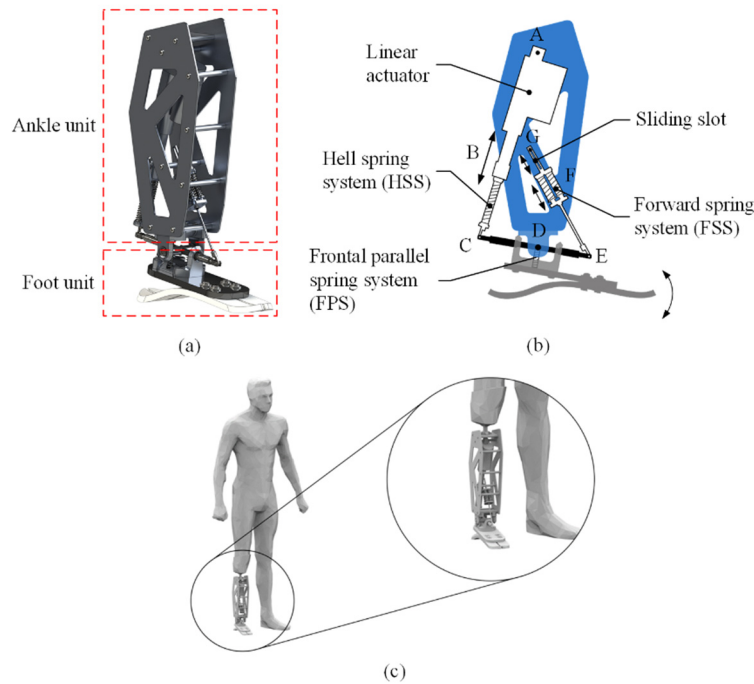 Ankle unit
Foot unit
(a)
A
Linear
actuator
G
Sliding slot
B
F
Hell spring
system (HSS)
Forward spring
system (FSS)
C
D
E
Frontal parallel
spring system
(FPS)
(b)
(c)